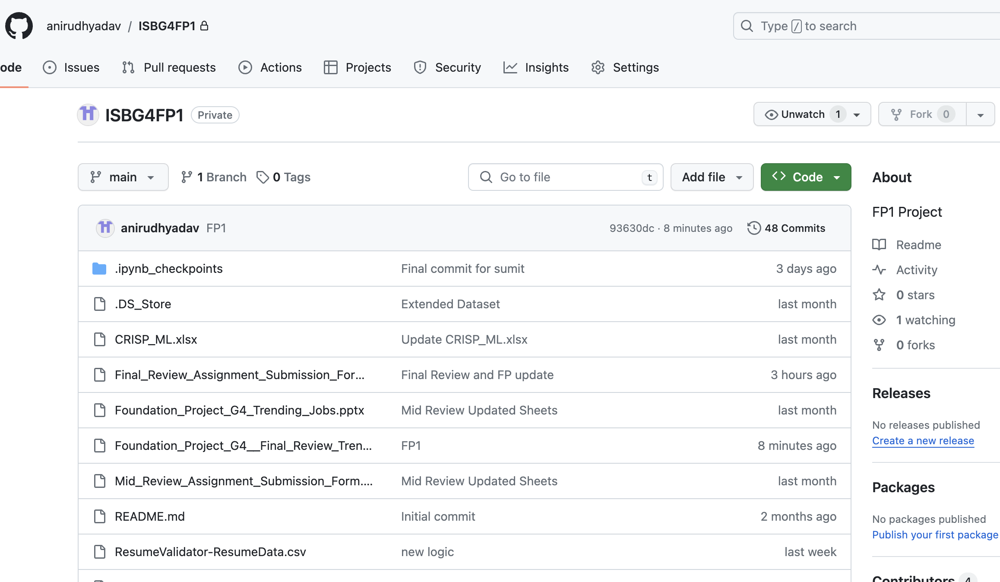 anirudhyadav / ISBG4FP1
Type / to search
ode Issues Pull requests Actions Projects Security Insights Settings
ISBG4FP1 Private
Unwatch 1 Fork 0
main 1 Branch 0 Tags Go to file t Add file Code
anirudhyadav FP1 93630dc · 8 minutes ago 48 Commits
.ipynb_checkpoints Final commit for sumit 3 days ago
.DS_Store Extended Dataset last month
CRISP_ML.xlsx Update CRISP_ML.xlsx last month
Final_Review_Assignment_Submission_For... Final Review and FP update 3 hours ago
Foundation_Project_G4_Trending_Jobs.pptx Mid Review Updated Sheets last month
Foundation_Project_G4__Final_Review_Tren... FP1 8 minutes ago
Mid_Review_Assignment_Submission_Form.... Mid Review Updated Sheets last month
README.md Initial commit 2 months ago
ResumeValidator-ResumeData.csv new logic last week
About
FP1 Project
Readme
Activity
0 stars
1 watching
0 forks
Releases
No releases published
Create a new release
Packages
No packages published
Publish your first package
Contributors 4